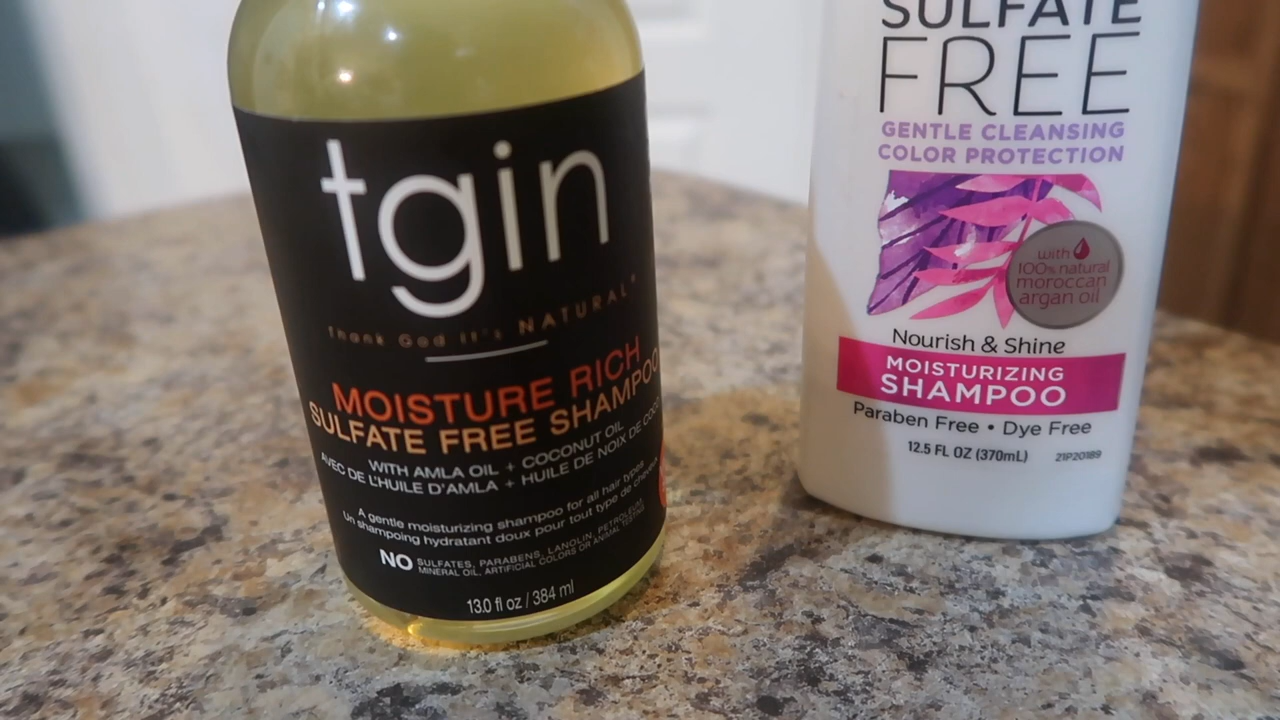 tgin
Thank God It's NATURAL
MOISTURE RICH
SULFATE FREE SHAMPOO
WITH AMLA OIL + COCONUT OIL
AVEC DE L'HUILE D'AMLA + HUILE DE NOIX DE COCO
A gentle moisturizing shampoo for all hair types
Un shampoing hydratant doux pour tout type de cheveux
NO SULFATES, PARABENS, LANOLIN, PETROLEUM,
MINERAL OIL, ARTIFICIAL COLORS OR ANIMAL TESTING
13.0 fl oz / 384 ml
SULFATE
FREE
GENTLE CLEANSING
COLOR PROTECTION
with
100% natural
moroccan
argan oil
Nourish & Shine
MOISTURIZING
SHAMPOO
Paraben Free • Dye Free
12.5 FL OZ (370mL) 21P20189